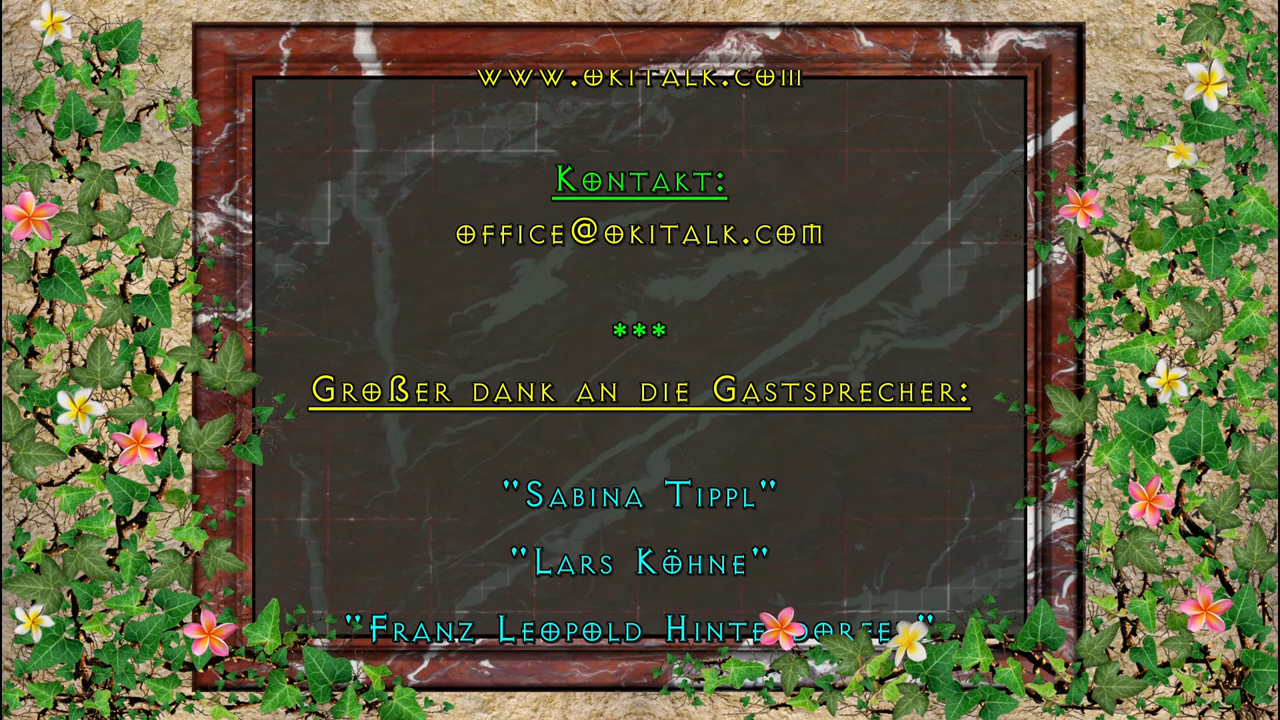 www.okitalk.com
Kontakt:
office@okitalk.com
***
Großer dank an die Gastsprecher:
"Sabina Tippl"
"Lars Köhne"
"Franz Leopold